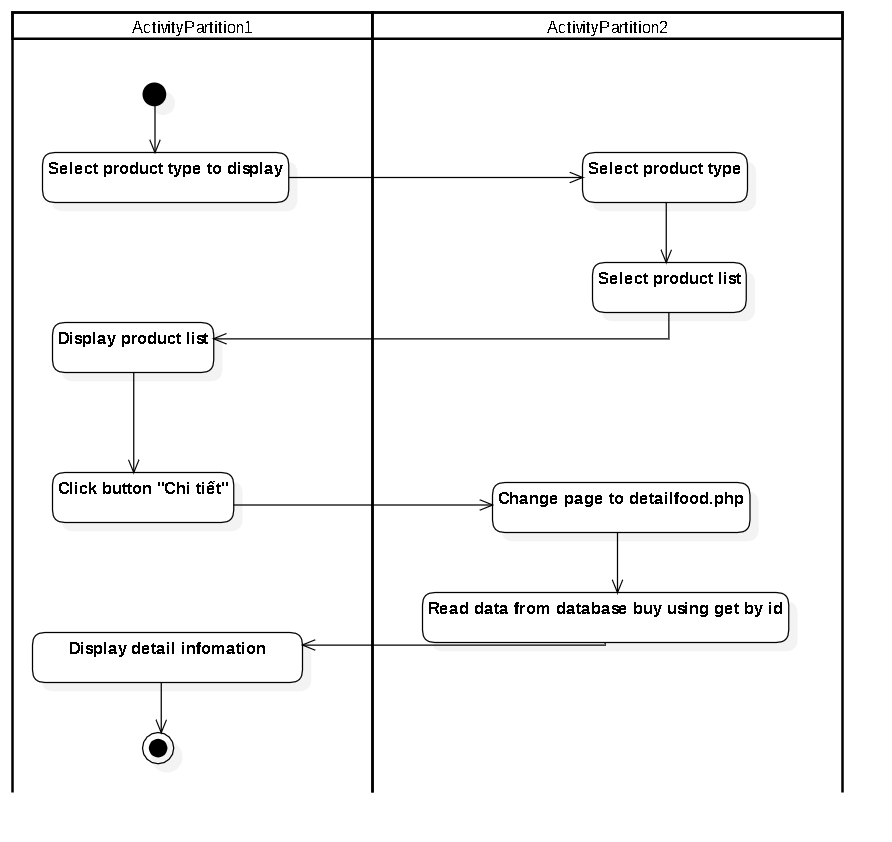 ActivityPartition1
ActivityPartition2
Select product type to display
Select product type
Select product list
Display product list
Click button "Chi tiết"
Change page to detailfood.php
Read data from database buy using get by id
Display detail infomation